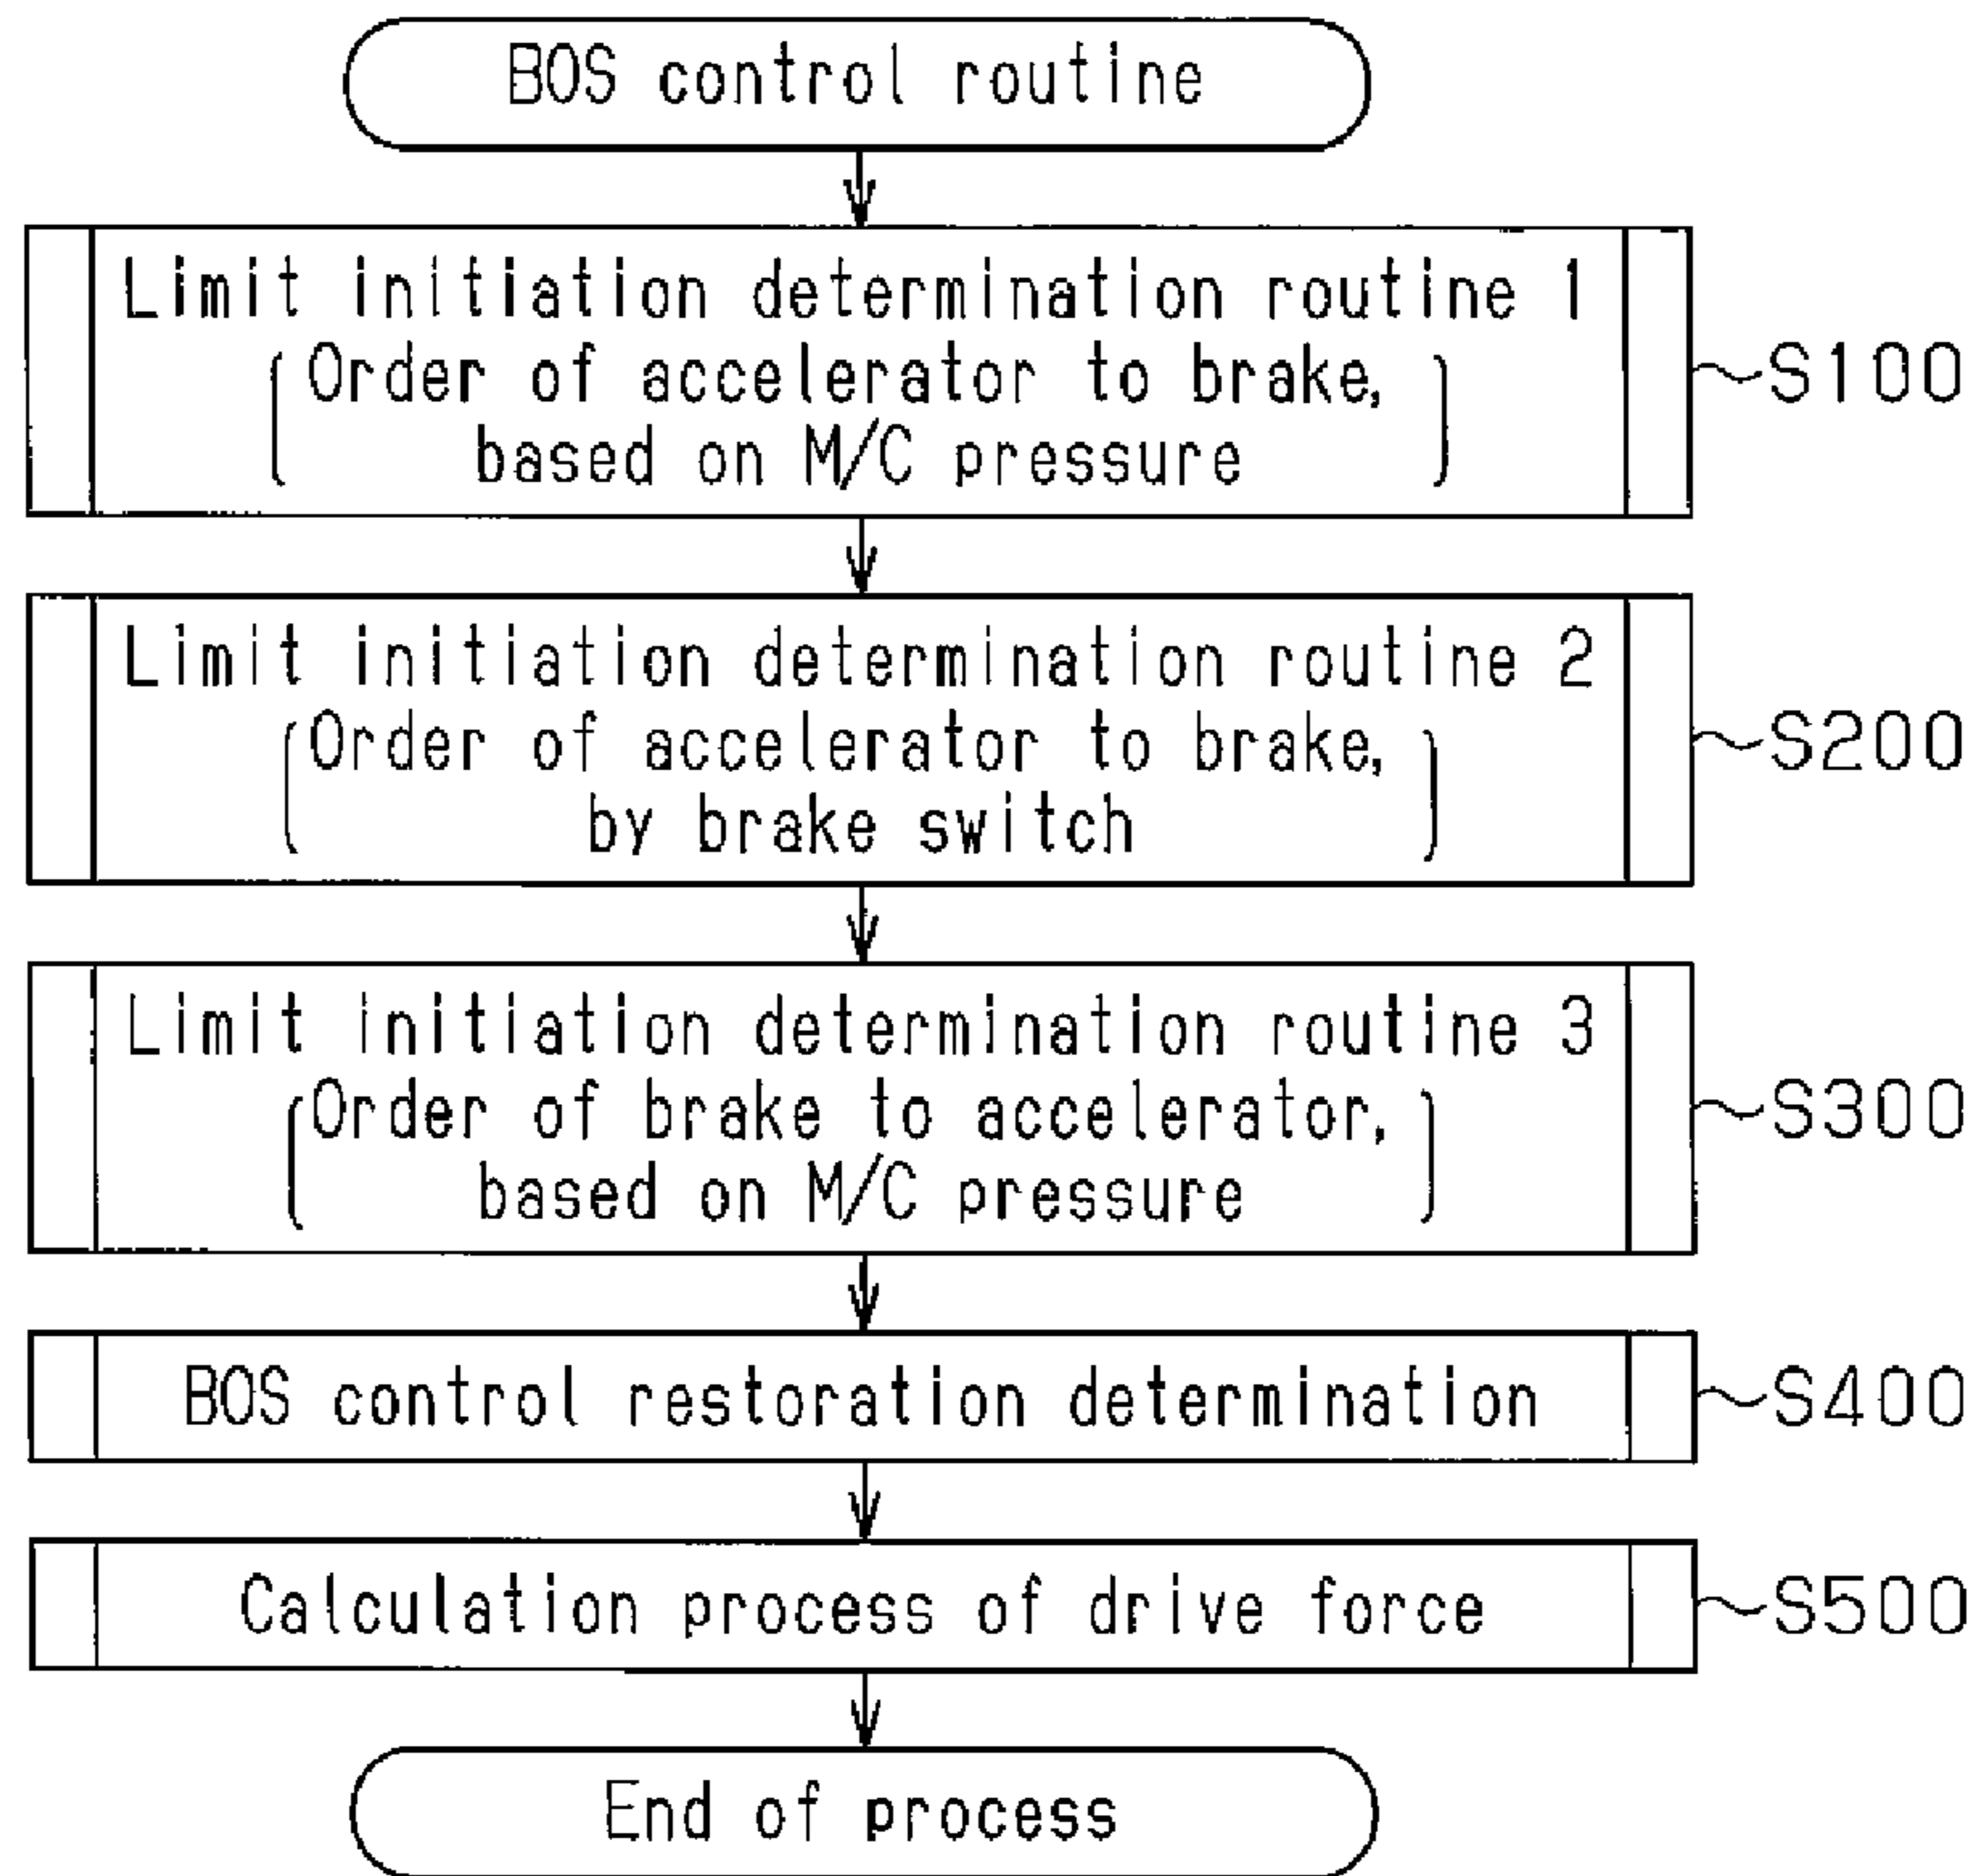 BOS control routine
Limit initiation determination routine 1
Order of accelerator to brake,
based on M/C pressure
S100
Limit initiation determination routine 2
Order of accelerator to brake,
by brake switch
S200
Limit initiation determination routine 3
Order of brake to accelerator,
based on M/C pressure
S300
BOS control restoration determination
S400
Calculation process of drive force
S500
End of process